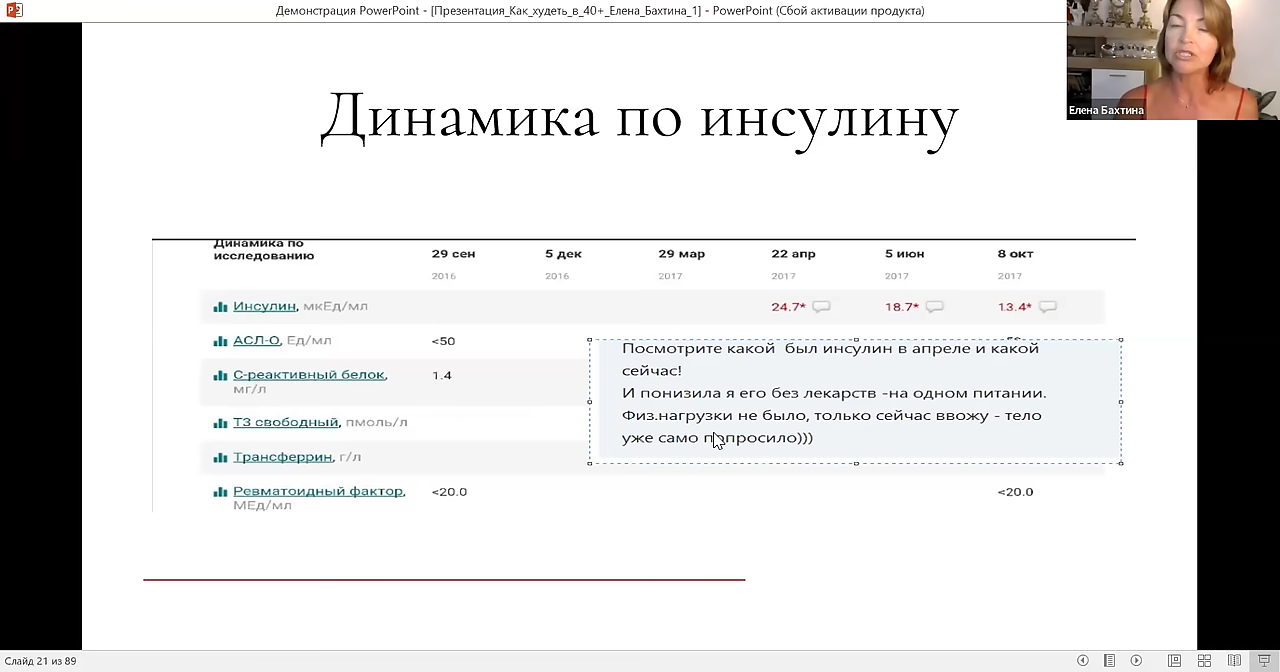 Демонстрация PowerPoint - [Презентация_Как_худеть_в_40+_Елена_Бахтина_1] - PowerPoint (Сбой активации продукта)
Елена Бахтина
Динамика по инсулину
Динамика по
исследованию
29 сен 5 дек 29 мар 22 апр 5 июн 8 окт
2016 2016 2017 2017 2017 2017
Инсулин, мкЕд/мл 24.7* 18.7* 13.4*
АСЛ-О, Ед/мл <50
С-реактивный белок, 1.4
мг/л
Т3 свободный, пмоль/л
Трансферрин, г/л
Ревматоидный фактор, <20.0 <20.0
МЕд/мл
Посмотрите какой был инсулин в апреле и какой
сейчас!
И понизила я его без лекарств -на одном питании.
Физ.нагрузки не было, только сейчас ввожу - тело
уже само попросило)))
Слайд 21 из 89